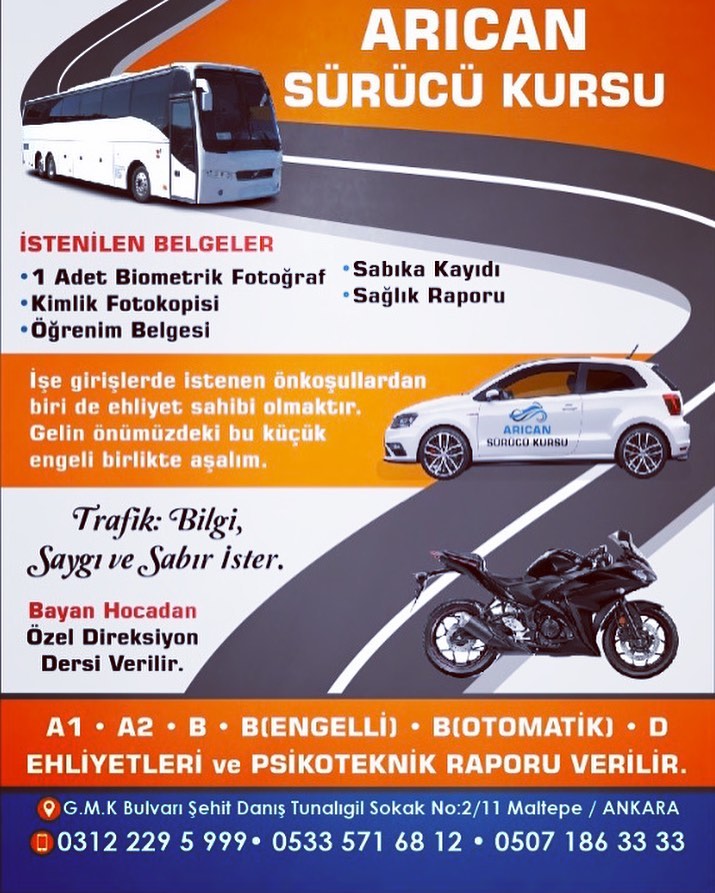 ARICAN
SÜRÜCÜ KURSU
İSTENİLEN BELGELER
• 1 Adet Biometrik Fotoğraf
• Kimlik Fotokopisi
• Öğrenim Belgesi
• Sabıka Kayıdı
• Sağlık Raporu
İşe girişlerde istenen önkoşullardan
biri de ehliyet sahibi olmaktır.
Gelin önümüzdeki bu küçük
engeli birlikte aşalım.
ARICAN
SÜRÜCÜ KURSU
Trafik: Bilgi,
Saygı ve Sabır İster.
Bayan Hocadan
Özel Direksiyon
Dersi Verilir.
A1 • A2 • B • B(ENGELLİ) • B(OTOMATİK) • D
EHLİYETLERİ ve PSİKOTEKNİK RAPORU VERİLİR.
G.M.K Bulvarı Şehit Danış Tunalıgil Sokak No:2/11 Maltepe / ANKARA
0312 229 5 999 • 0533 571 68 12 • 0507 186 33 33